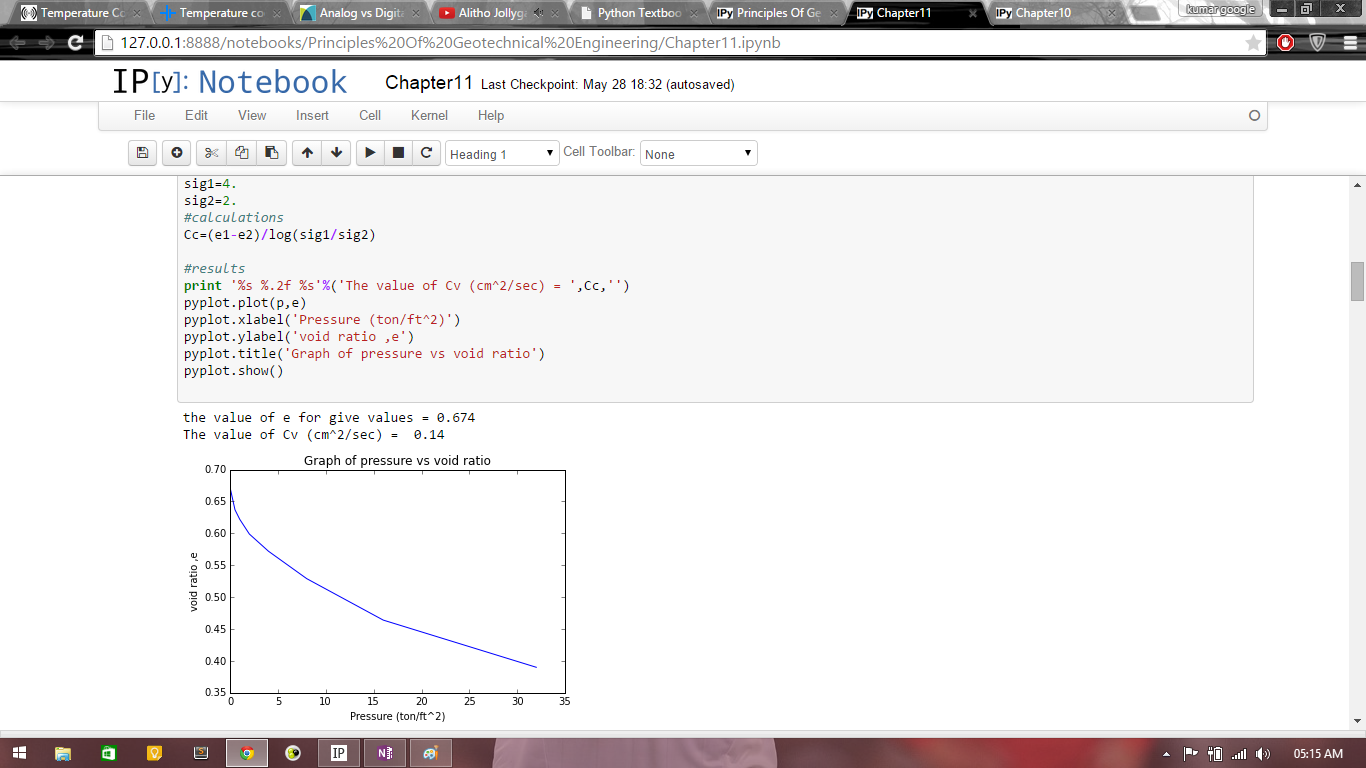 Temperature Co
Temperature co
Analog vs Digita
Alitho Jollyg
Python Textboo
IPy Principles Of Ge
IPy Chapter11
IPy Chapter10
kumar google
127.0.0.1:8888/notebooks/Principles%20Of%20Geotechnical%20Engineering/Chapter11.ipynb
IP[y]: Notebook
Chapter11 Last Checkpoint: May 28 18:32 (autosaved)
File Edit View Insert Cell Kernel Help
Heading 1 Cell Toolbar: None
sig1=4.
sig2=2.
#calculations
Cc=(e1-e2)/log(sig1/sig2)
#results
print '%s %.2f %s'%('The value of Cv (cm^2/sec) = ',Cc,'')
pyplot.plot(p,e)
pyplot.xlabel('Pressure (ton/ft^2)')
pyplot.ylabel('void ratio ,e')
pyplot.title('Graph of pressure vs void ratio')
pyplot.show()
the value of e for give values = 0.674
The value of Cv (cm^2/sec) =  0.14
Graph of pressure vs void ratio
0.70
0.65
0.60
0.55
0.50
0.45
0.40
0.35
void ratio ,e
0 5 10 15 20 25 30 35
Pressure (ton/ft^2)
IP
N
05:15 AM